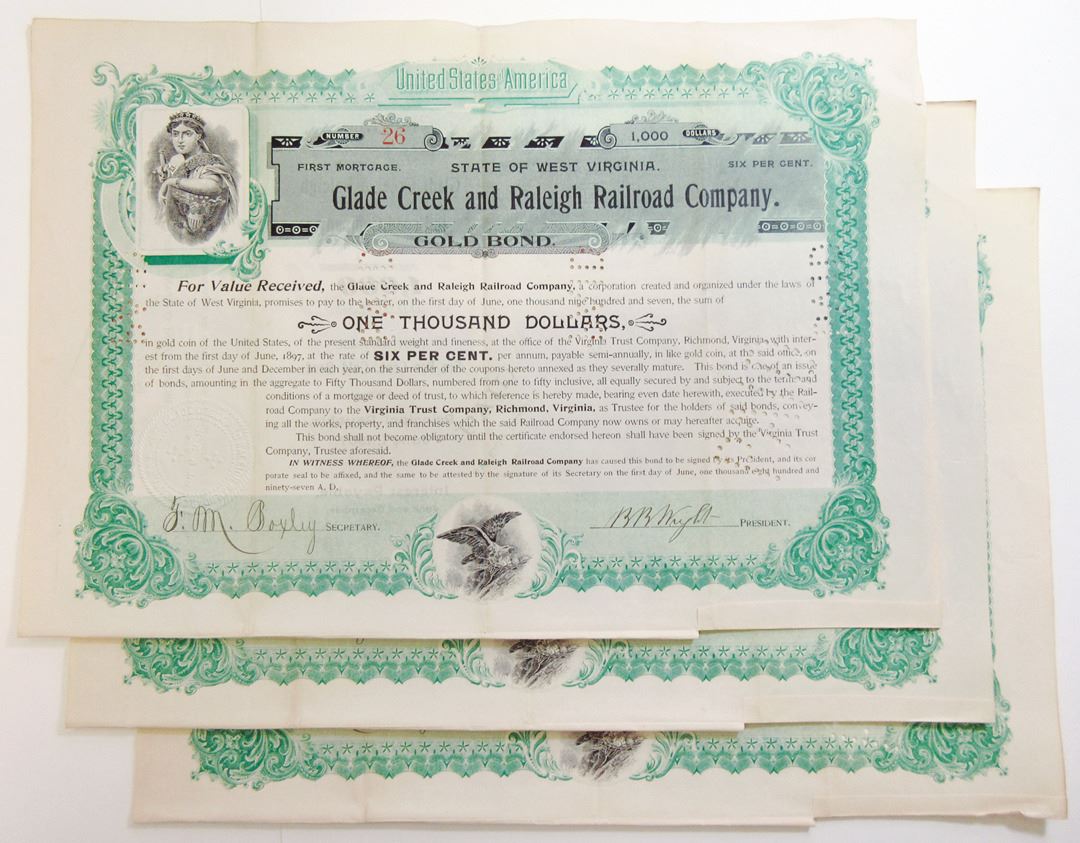 United States of America
NUMBER 26 1,000 DOLLARS
FIRST MORTGAGE. STATE OF WEST VIRGINIA. SIX PER CENT.
Glade Creek and Raleigh Railroad Company.
GOLD BOND.
For Value Received, the Glade Creek and Raleigh Railroad Company, a corporation created and organized under the laws of
the State of West Virginia, promises to pay to the bearer, on the first day of June, one thousand nine hundred and seven, the sum of
ONE THOUSAND DOLLARS,
in gold coin of the United States, of the present standard weight and fineness, at the office of the Virginia Trust Company, Richmond, Virginia, with inter-
est from the first day of June, 1897, at the rate of SIX PER CENT. per annum, payable semi-annually, in like gold coin, at the said office, on
the first days of June and December in each year, on the surrender of the coupons hereto annexed as they severally mature. This bond is one of an issue
of bonds, amounting in the aggregate to Fifty Thousand Dollars, numbered from one to fifty inclusive, all equally secured by and subject to the terms and
conditions of a mortgage or deed of trust, to which reference is hereby made, bearing even date herewith, executed by the Rail-
road Company to the Virginia Trust Company, Richmond, Virginia, as Trustee for the holders of said bonds, convey-
ing all the works, property, and franchises which the said Railroad Company now owns or may hereafter acquire.
This bond shall not become obligatory until the certificate endorsed hereon shall have been signed by the Virginia Trust
Company, Trustee aforesaid.
IN WITNESS WHEREOF, the Glade Creek and Raleigh Railroad Company has caused this bond to be signed by its President, and its cor
porate seal to be affixed, and the same to be attested by the signature of its Secretary on the first day of June, one thousand eight hundred and
ninety-seven A. D.
F. M. Boxley SECRETARY. PRESIDENT.